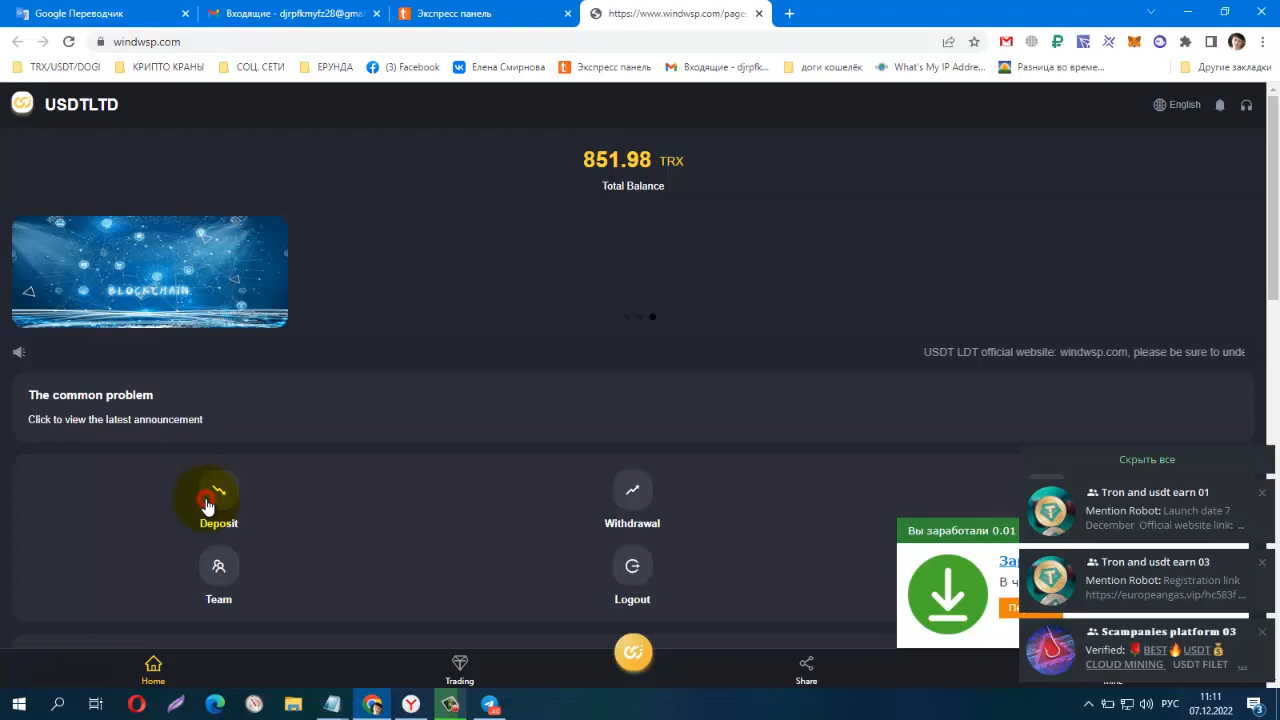 Google Переводчик
Входящие - djrpfkmyfz28@gma
Экспресс панель
https://www.windwsp.com/page
windwsp.com
TRX/USDT/DOGI
КРИПТО КРАНЫ
СОЦ. СЕТИ
ЕРУНДА
(3) Facebook
Елена Смирнова
Экспресс панель
Входящие - djrpfk...
доги кошелёк
What's My IP Addre...
Разница во време...
Другие закладки
USDTLTD
English
851.98 TRX
Total Balance
BLOCKCHAIN
USDT LDT official website: windwsp.com, please be sure to unde
The common problem
Click to view the latest announcement
Deposit
Withdrawal
Team
Logout
Скрыть все
Tron and usdt earn 01
Mention Robot: Launch date 7
December Official website link: ...
Вы заработали 0.01
За
В ч
Tron and usdt earn 03
Mention Robot: Registration link
https://europeangas.vip/hc583f...
Scampanies platform 03
Verified: BEST USDT
CLOUD MINING USDT FILET ...
Home
Trading
Share
РУС
11:11
07.12.2022
3